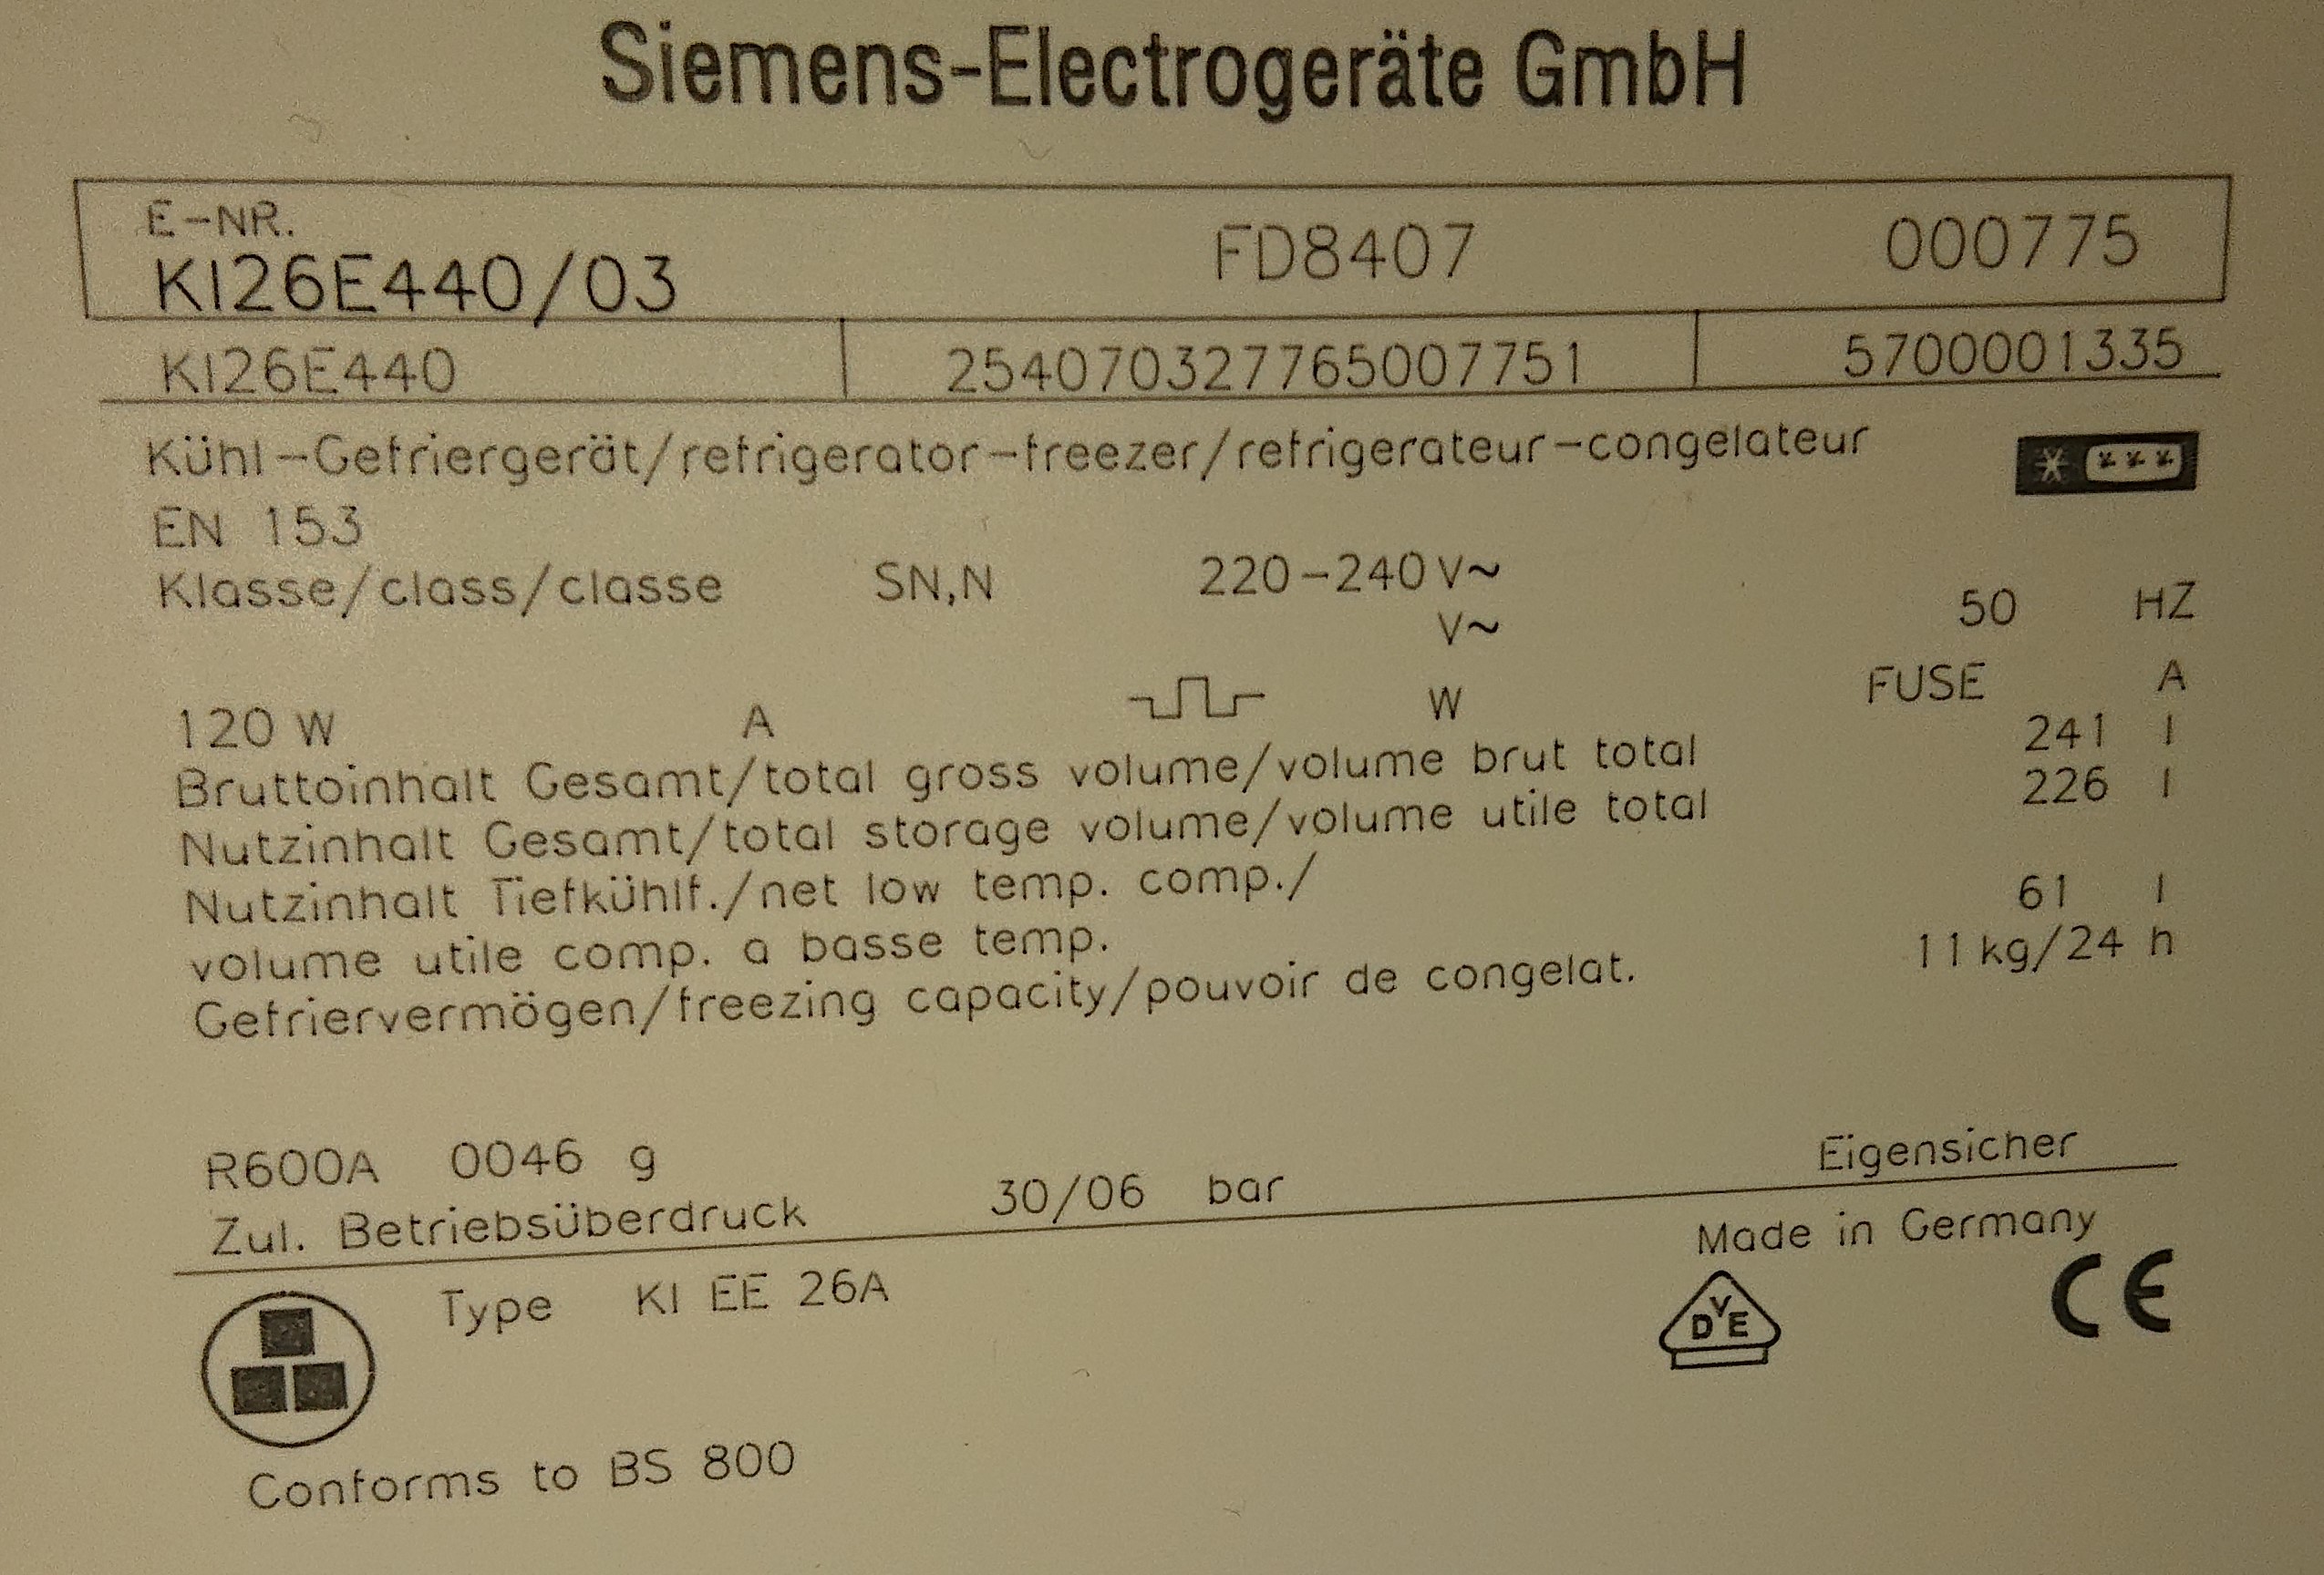 Siemens-Electrogeräte GmbH
E-NR.
KI26E440/03 FD8407 000775
KI26E440 254070327765007751 5700001335
Kühl-Gefriergerät/refrigerator-freezer/refrigerateur-congelateur
EN 153
Klasse/class/classe SN,N 220-240 V~ 50 HZ
V~
120 W A W FUSE A
Bruttoinhalt Gesamt/total gross volume/volume brut total 241 l
Nutzinhalt Gesamt/total storage volume/volume utile total 226 l
Nutzinhalt Tiefkühlf./net low temp. comp./
volume utile comp. a basse temp. 61 l
Gefriervermögen/freezing capacity/pouvoir de congelat. 11 kg/24 h
R600A 0046 g Eigensicher
Zul. Betriebsüberdruck 30/06 bar
Made in Germany
Type KI EE 26A
VDE CE
Conforms to BS 800